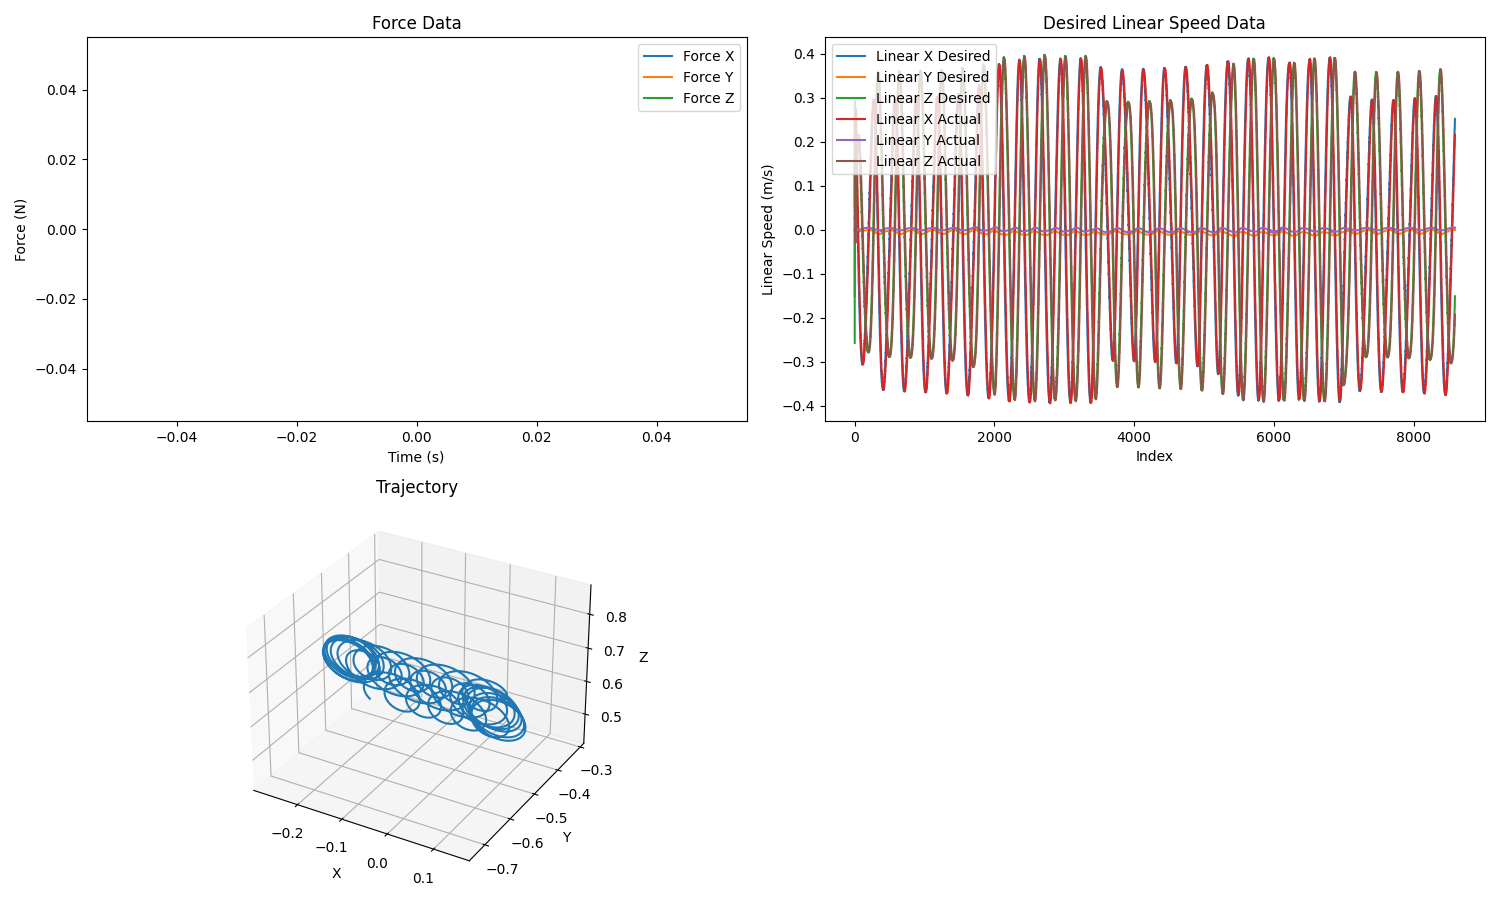 Force Data
Force X
Force Y
Force Z
0.04
0.02
0.00
−0.02
−0.04
Force (N)
−0.04
−0.02
0.00
0.02
0.04
Time (s)
Desired Linear Speed Data
Linear X Desired
Linear Y Desired
Linear Z Desired
Linear X Actual
Linear Y Actual
Linear Z Actual
0.4
0.3
0.2
0.1
0.0
−0.1
−0.2
−0.3
−0.4
Linear Speed (m/s)
0
2000
4000
6000
8000
Index
Trajectory
0.8
0.7
0.6
0.5
Z
−0.3
−0.4
−0.5
−0.6
−0.7
Y
−0.2
−0.1
0.0
0.1
X